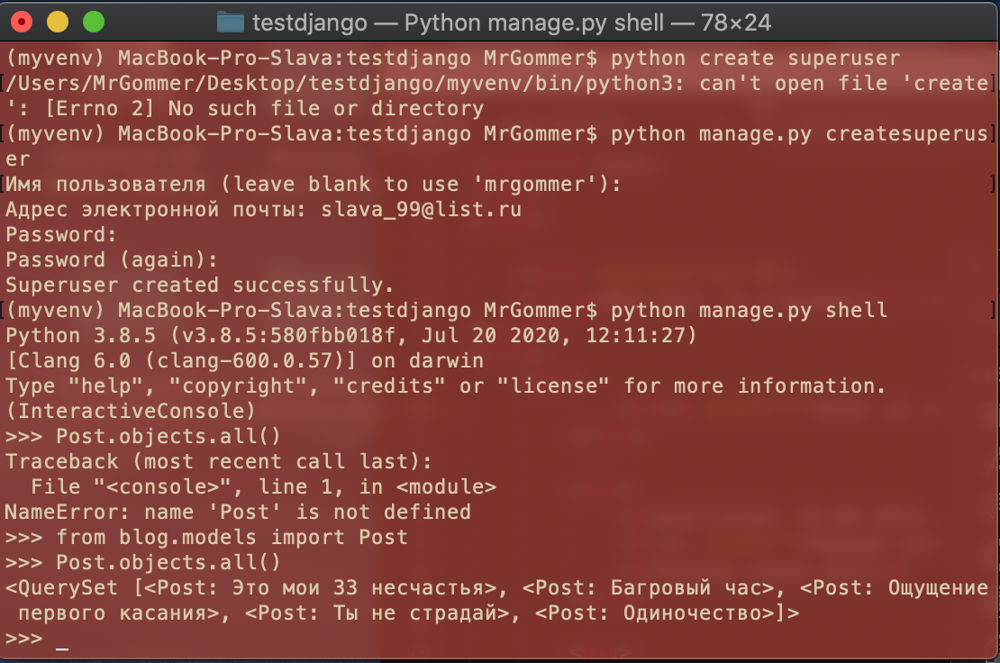 testdjango — Python manage.py shell — 78×24
(myvenv) MacBook-Pro-Slava:testdjango MrGommer$ python create superuser
[/Users/MrGommer/Desktop/testdjango/myvenv/bin/python3: can't open file 'create]
': [Errno 2] No such file or directory
[(myvenv) MacBook-Pro-Slava:testdjango MrGommer$ python manage.py createsuperus]
er
[Имя пользователя (leave blank to use 'mrgommer'): ]
Адрес электронной почты: slava_99@list.ru
Password:
Password (again):
Superuser created successfully.
[(myvenv) MacBook-Pro-Slava:testdjango MrGommer$ python manage.py shell ]
Python 3.8.5 (v3.8.5:580fbb018f, Jul 20 2020, 12:11:27)
[Clang 6.0 (clang-600.0.57)] on darwin
Type "help", "copyright", "credits" or "license" for more information.
(InteractiveConsole)
>>> Post.objects.all()
Traceback (most recent call last):
  File "<console>", line 1, in <module>
NameError: name 'Post' is not defined
>>> from blog.models import Post
>>> Post.objects.all()
<QuerySet [<Post: Это мои 33 несчастья>, <Post: Багровый час>, <Post: Ощущение
 первого касания>, <Post: Ты не страдай>, <Post: Одиночество>]>
>>> _